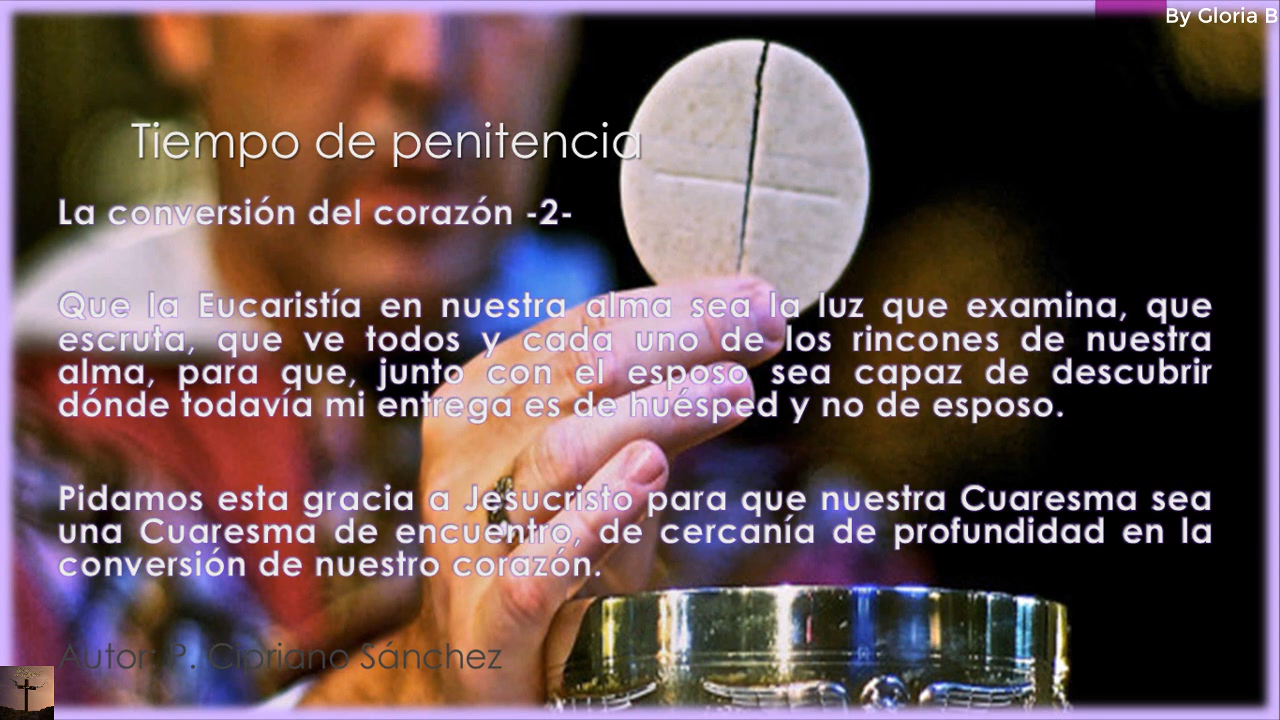 By Gloria B
Tiempo de penitencia
La conversión del corazón -2-
Que la Eucaristía en nuestra alma sea la luz que examina, que
escruta, que ve todos y cada uno de los rincones de nuestra
alma, para que, junto con el esposo sea capaz de descubrir
dónde todavía mi entrega es de huésped y no de esposo.
Pidamos esta gracia a Jesucristo para que nuestra Cuaresma sea
una Cuaresma de encuentro, de cercanía de profundidad en la
conversión de nuestro corazón.
Autor: P. Cipriano Sánchez